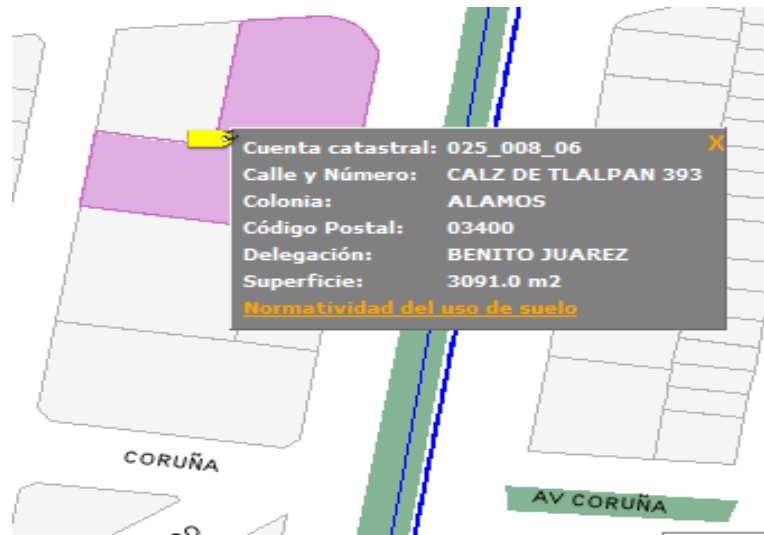 X
Cuenta catastral: 025_008_06
Calle y Número: CALZ DE TLALPAN 393
Colonia: ALAMOS
Código Postal: 03400
Delegación: BENITO JUAREZ
Superficie: 3091.0 m2
Normatividad del uso de suelo
CORUÑA
AV CORUÑA